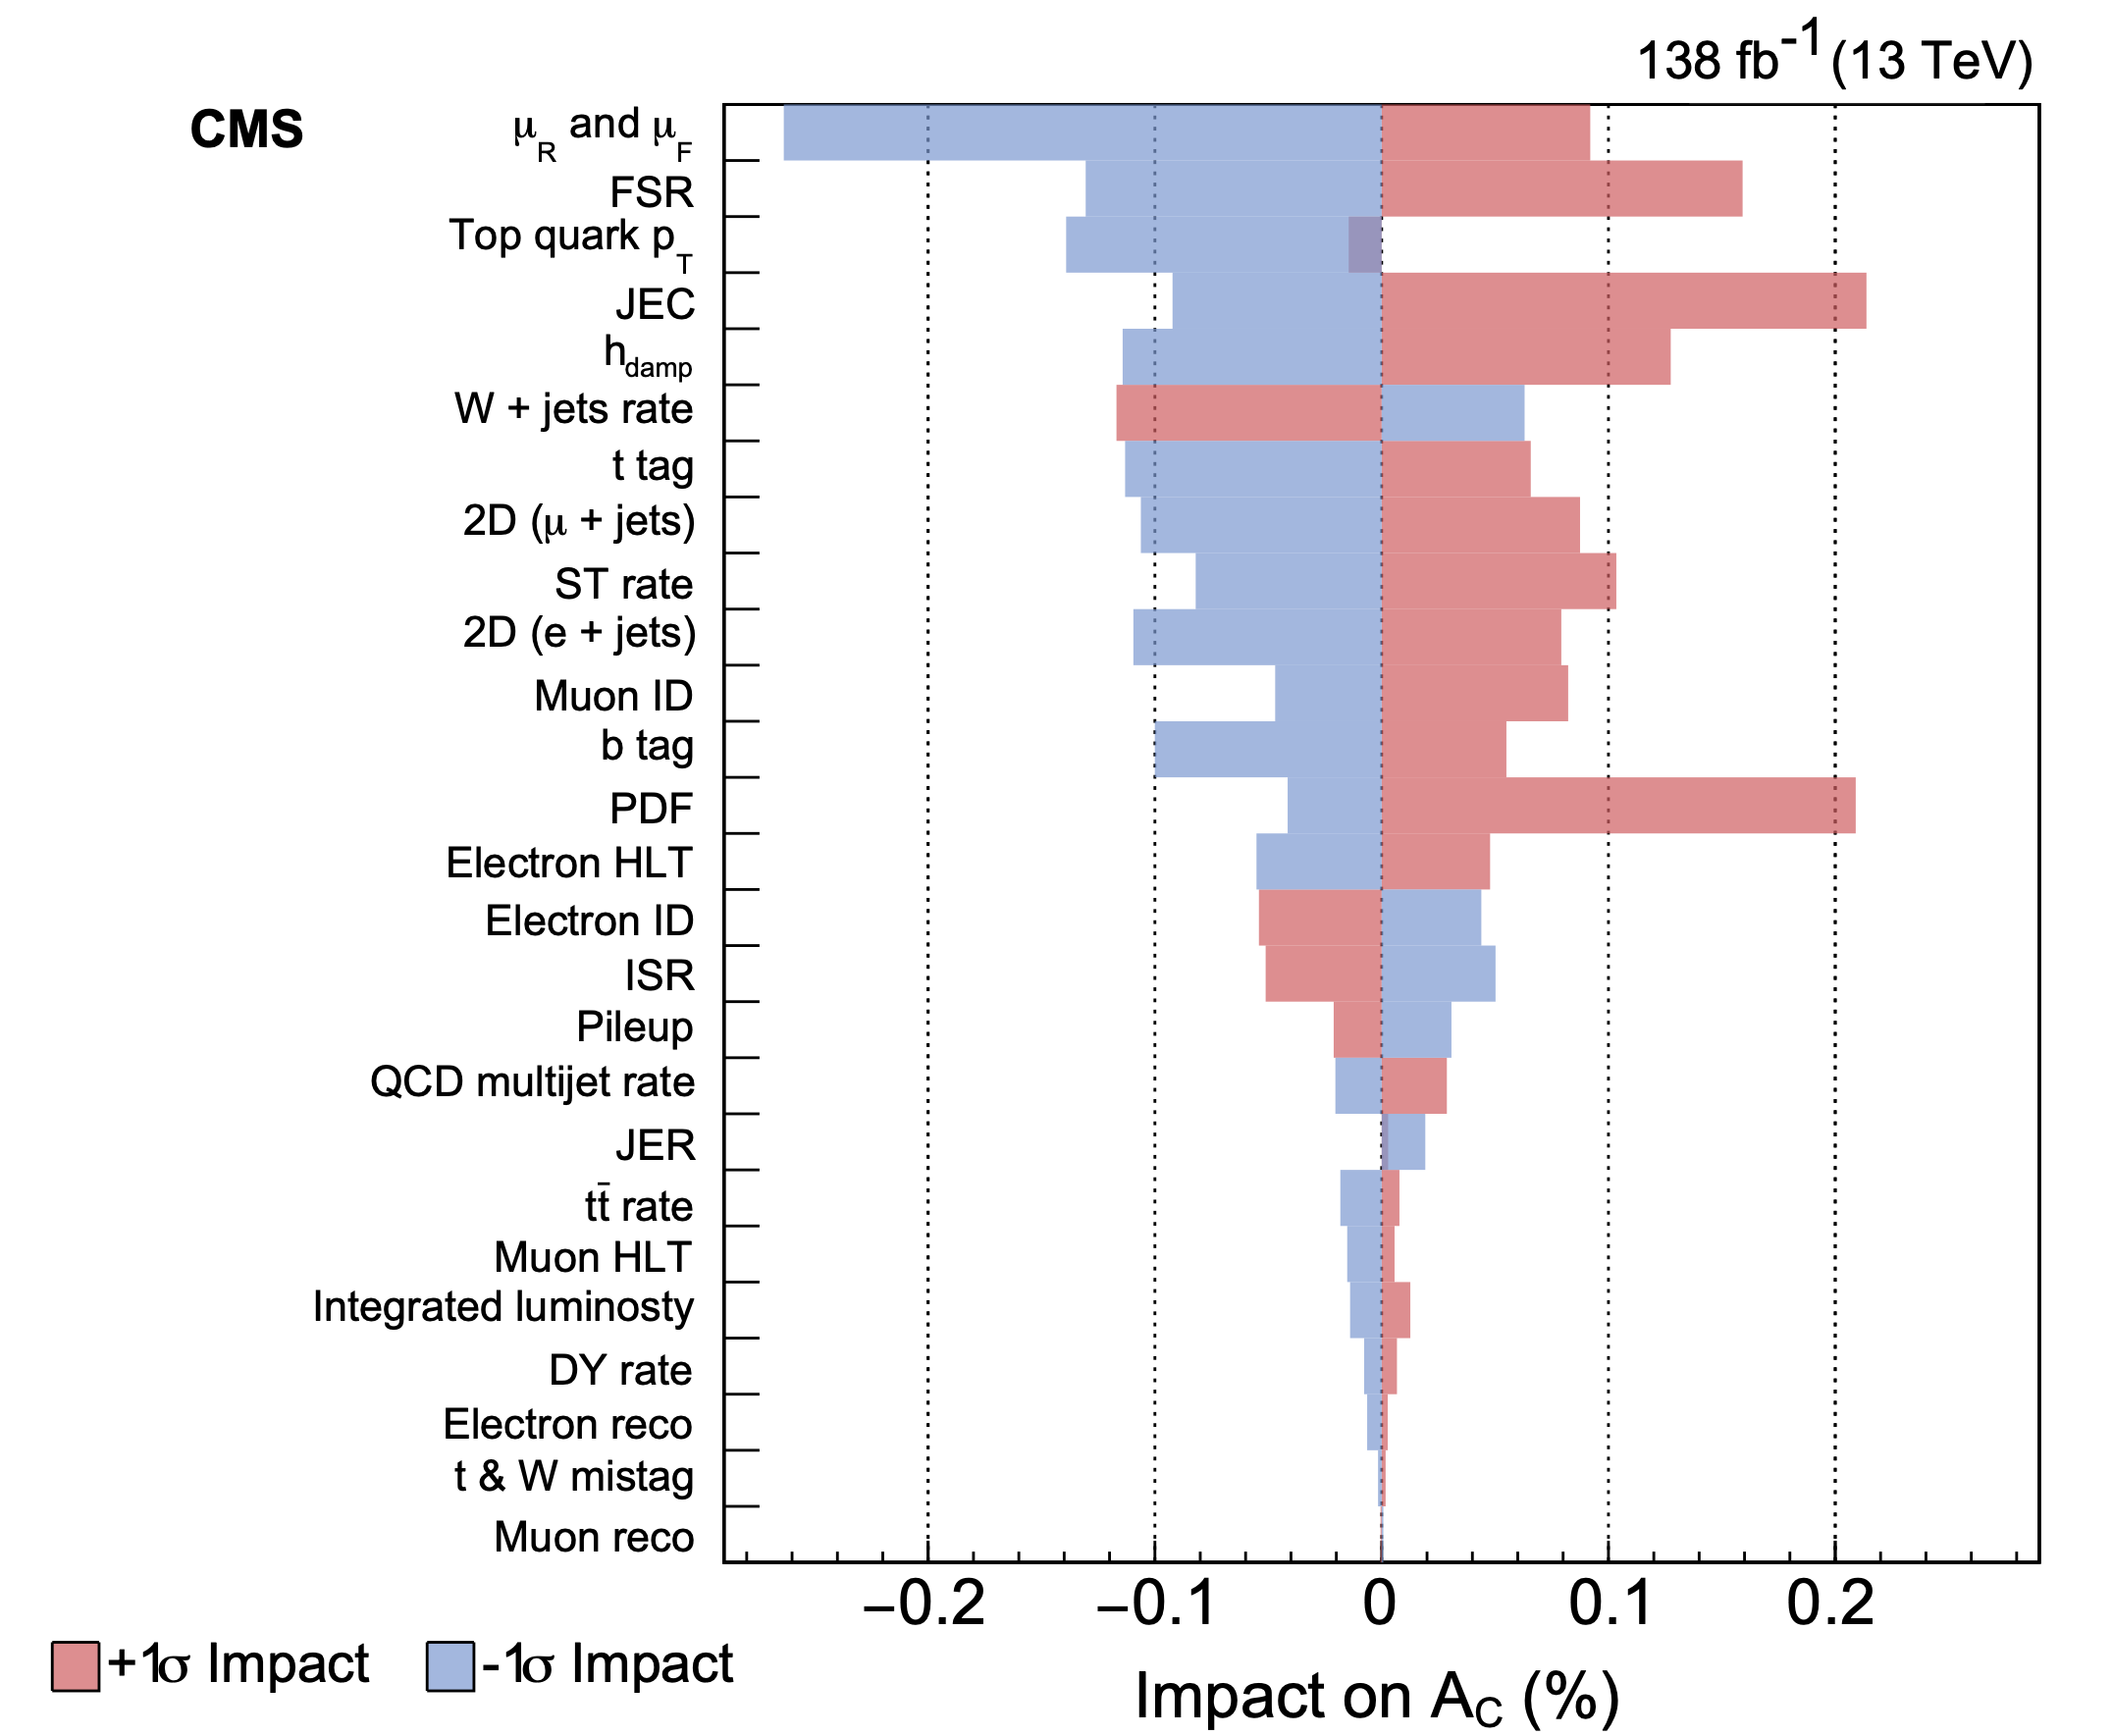 138 fb-1 (13 TeV)
CMS
μR and μF
FSR
Top quark pT
JEC
hdamp
W + jets rate
t tag
2D (μ + jets)
ST rate
2D (e + jets)
Muon ID
b tag
PDF
Electron HLT
Electron ID
ISR
Pileup
QCD multijet rate
JER
tt̄ rate
Muon HLT
Integrated luminosty
DY rate
Electron reco
t & W mistag
Muon reco
−0.2 −0.1 0 0.1 0.2
+1σ Impact -1σ Impact
Impact on AC (%)